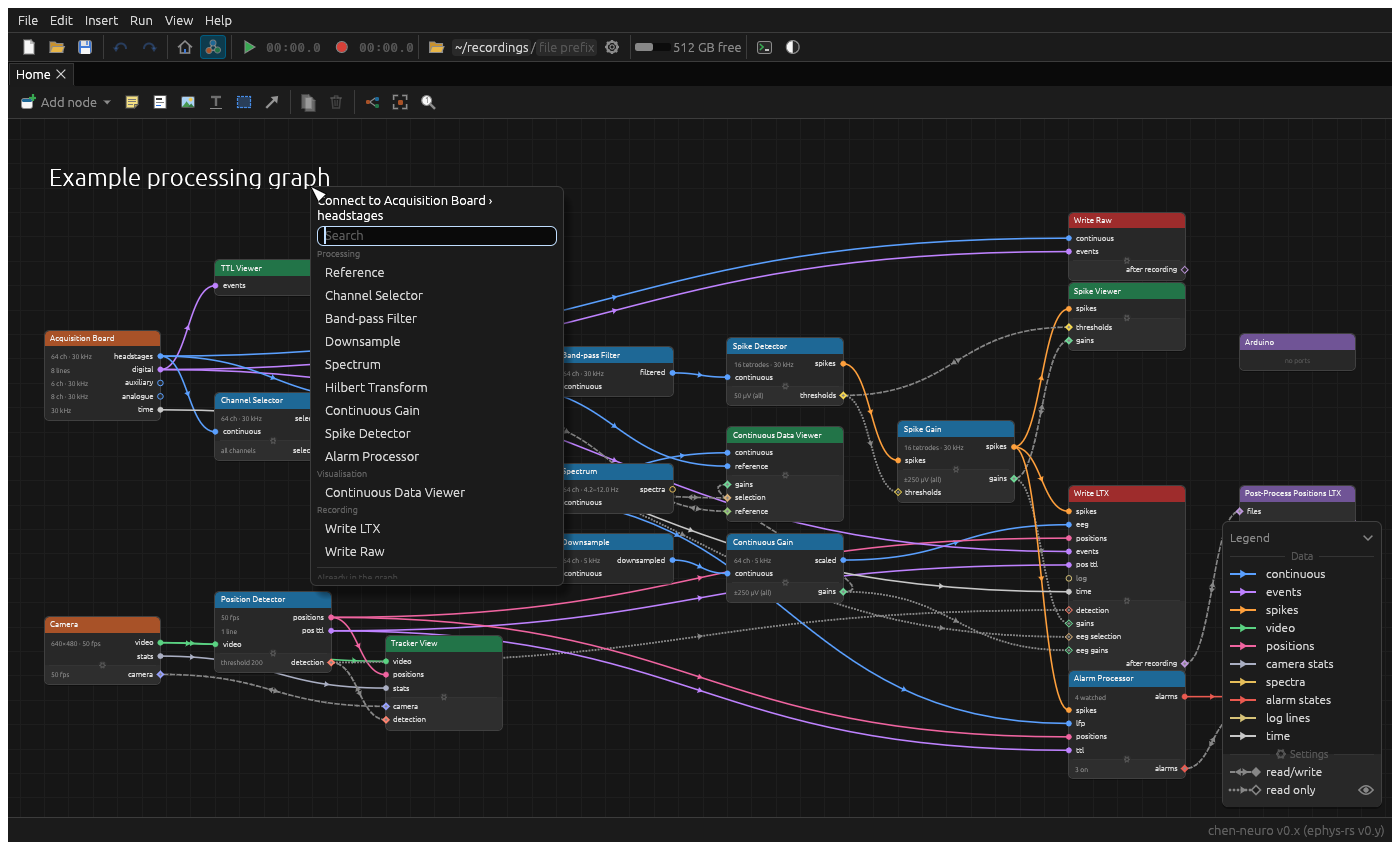 File Edit Insert Run View Help
00:00.0 00:00.0 ~/recordings/file prefix 512 GB free
Home
Add node
Example processing graph
Connect to Acquisition Board ›
headstages
Search
Processing
Reference
Channel Selector
Band-pass Filter
Downsample
Spectrum
Hilbert Transform
Continuous Gain
Spike Detector
Alarm Processor
Visualisation
Continuous Data Viewer
Recording
Write LTX
Write Raw
Already in the graph
TTL Viewer
events
Acquisition Board
64 ch · 30 kHz headstages
8 lines digital
6 ch · 30 kHz auxiliary
8 ch · 30 kHz analogue
30 kHz time
Channel Selector
64 ch · 30 kHz
continuous
all channels
Band-pass Filter
filtered
continuous
Spectrum
64 ch · 4.2–12.0 Hz spectra
continuous
Downsample
64 ch · 5 kHz downsampled
continuous
Spike Detector
16 tetrodes · 30 kHz spikes
continuous
50 µV (all) thresholds
Continuous Data Viewer
continuous
reference
gains
selection
reference
Continuous Gain
64 ch · 5 kHz scaled
continuous
±250 µV (all) gains
Spike Gain
16 tetrodes · 30 kHz spikes
spikes
±250 µV (all) gains
thresholds
Write Raw
continuous
events
after recording
Spike Viewer
spikes
thresholds
gains
Arduino
no ports
Write LTX
spikes
eeg
positions
events
pos ttl
log
time
detection
gains
eeg selection
eeg gains
after recording
Post-Process Positions LTX
files
Alarm Processor
4 watched alarms
spikes
lfp
positions
ttl
3 on alarms
Camera
640×480 · 50 fps video
stats
50 fps camera
Position Detector
50 fps positions
1 line pos ttl
video
threshold 200 detection
Tracker View
video
positions
stats
camera
detection
Legend
Data
continuous
events
spikes
video
positions
camera stats
spectra
alarm states
log lines
time
Settings
read/write
read only
chen-neuro v0.x (ephys-rs v0.y)